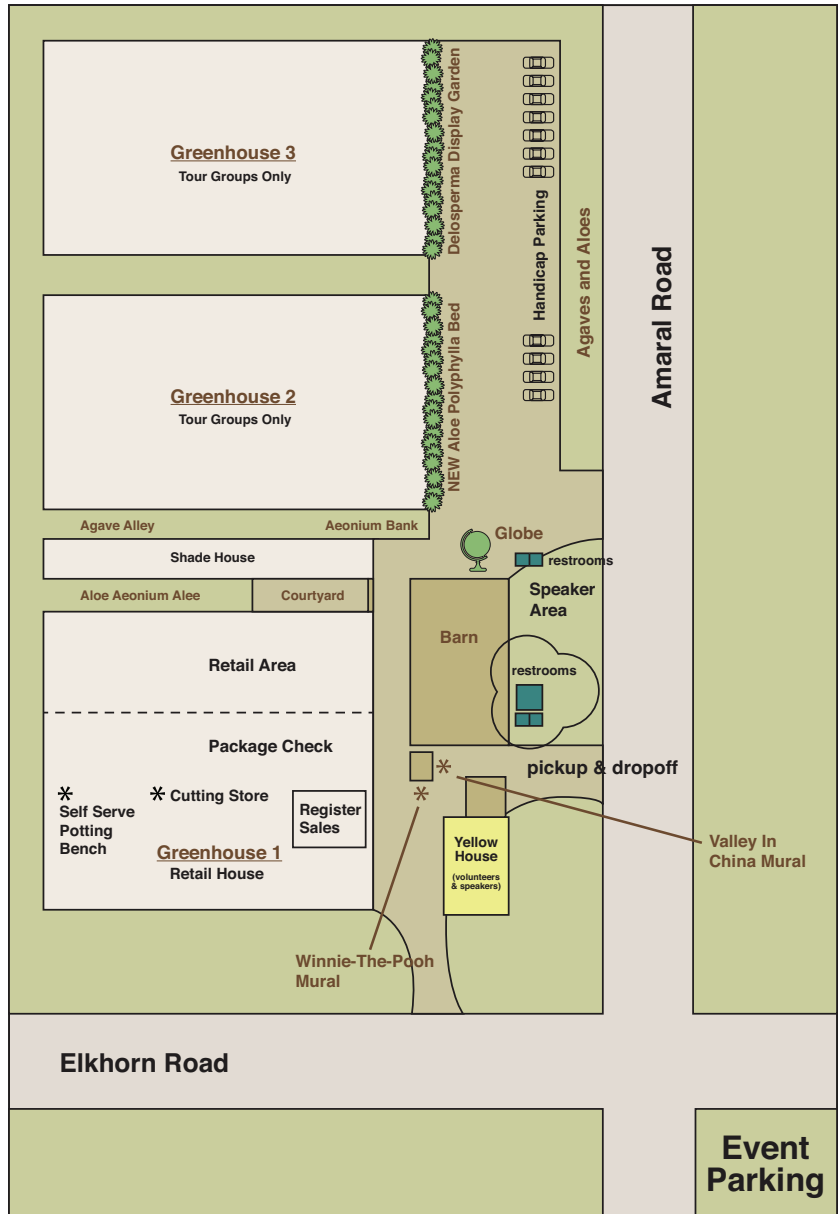 Greenhouse 3
Tour Groups Only
Delosperma Display Garden
Handicap Parking
Agaves and Aloes
Amaral Road
Greenhouse 2
Tour Groups Only
NEW Aloe Polyphylla Bed
Agave Alley
Aeonium Bank
Globe
Shade House
restrooms
Speaker
Area
Aloe Aeonium Alee
Courtyard
Barn
Retail Area
restrooms
Package Check
pickup & dropoff
* Cutting Store
*
Self Serve
Potting
Bench
Register
Sales
*
*
Greenhouse 1
Retail House
Yellow
House
(volunteers
& speakers)
Valley In
China Mural
Winnie-The-Pooh
Mural
Elkhorn Road
Event
Parking